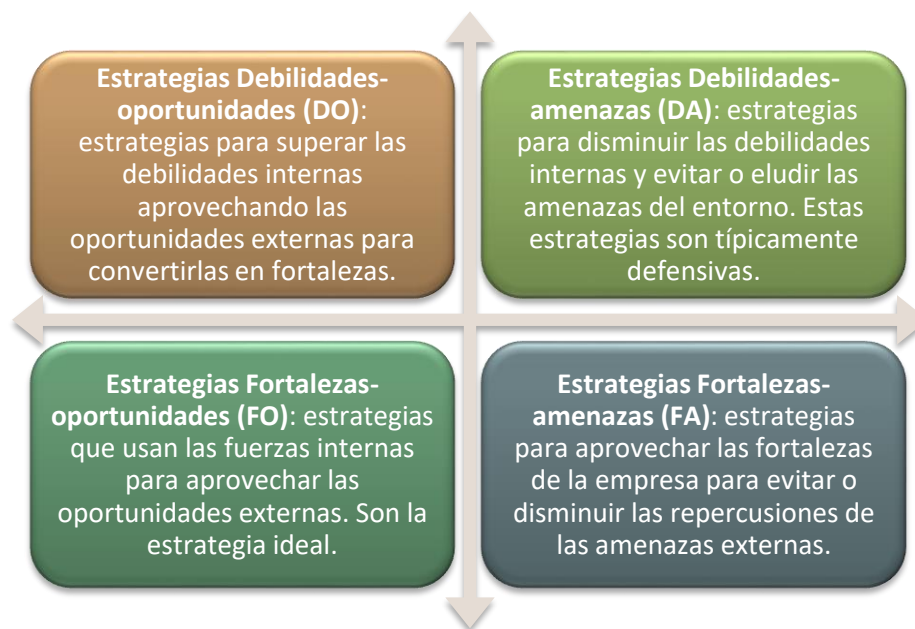 Estrategias Debilidades-
oportunidades (DO):
estrategias para superar las
debilidades internas
aprovechando las
oportunidades externas para
convertirlas en fortalezas.
Estrategias Debilidades-
amenazas (DA): estrategias
para disminuir las debilidades
internas y evitar o eludir las
amenazas del entorno. Estas
estrategias son típicamente
defensivas.
Estrategias Fortalezas-
oportunidades (FO): estrategias
que usan las fuerzas internas
para aprovechar las
oportunidades externas. Son la
estrategia ideal.
Estrategias Fortalezas-
amenazas (FA): estrategias
para aprovechar las fortalezas
de la empresa para evitar o
disminuir las repercusiones de
las amenazas externas.